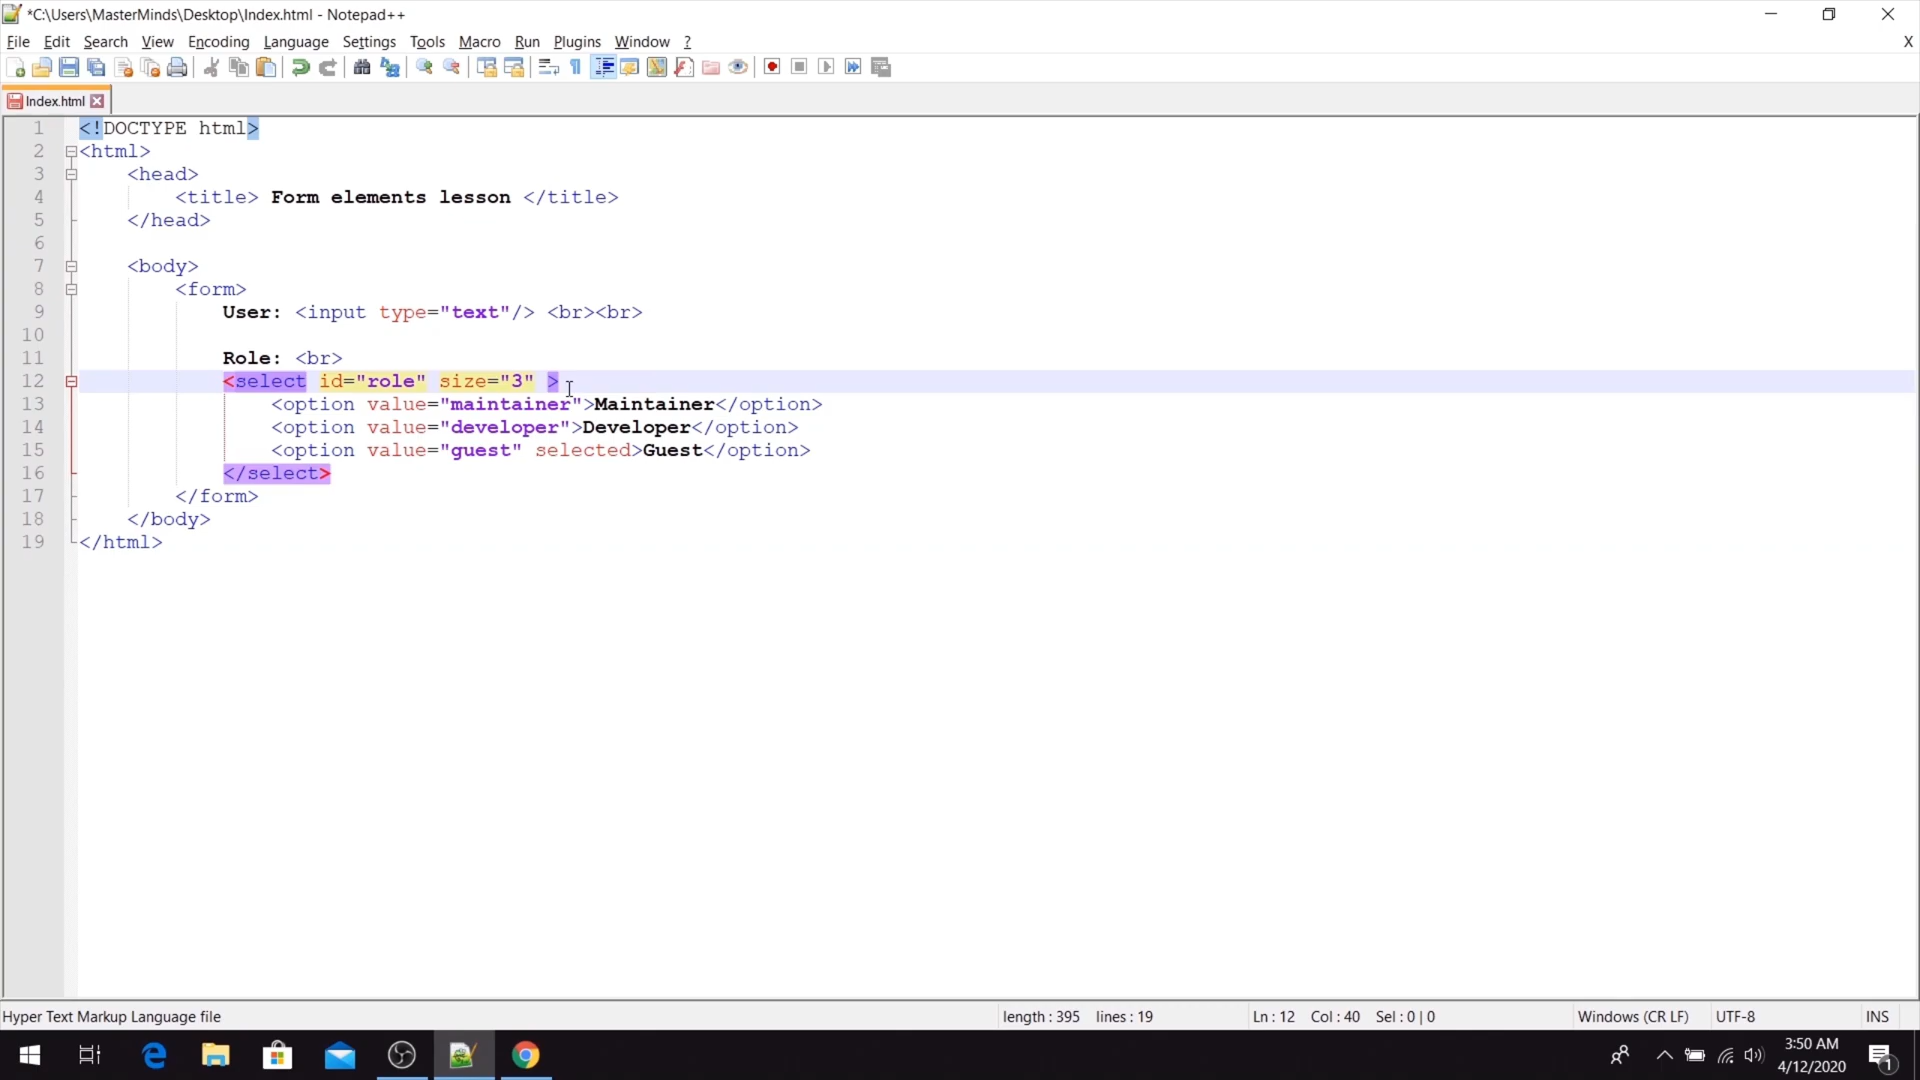 *C:\Users\MasterMinds\Desktop\Index.html - Notepad++
File Edit Search View Encoding Language Settings Tools Macro Run Plugins Window ? X
Index.html
1 <!DOCTYPE html>
2 <html>
3 <head>
4 <title> Form elements lesson </title>
5 </head>
6
7 <body>
8 <form>
9 User: <input type="text"/> <br><br>
10
11 Role: <br>
12 <select id="role" size="3" >
13 <option value="maintainer">Maintainer</option>
14 <option value="developer">Developer</option>
15 <option value="guest" selected>Guest</option>
16 </select>
17 </form>
18 </body>
19 </html>
Hyper Text Markup Language file length : 395 lines : 19 Ln : 12 Col : 40 Sel : 0 | 0 Windows (CR LF) UTF-8 INS
3:50 AM
4/12/2020
1